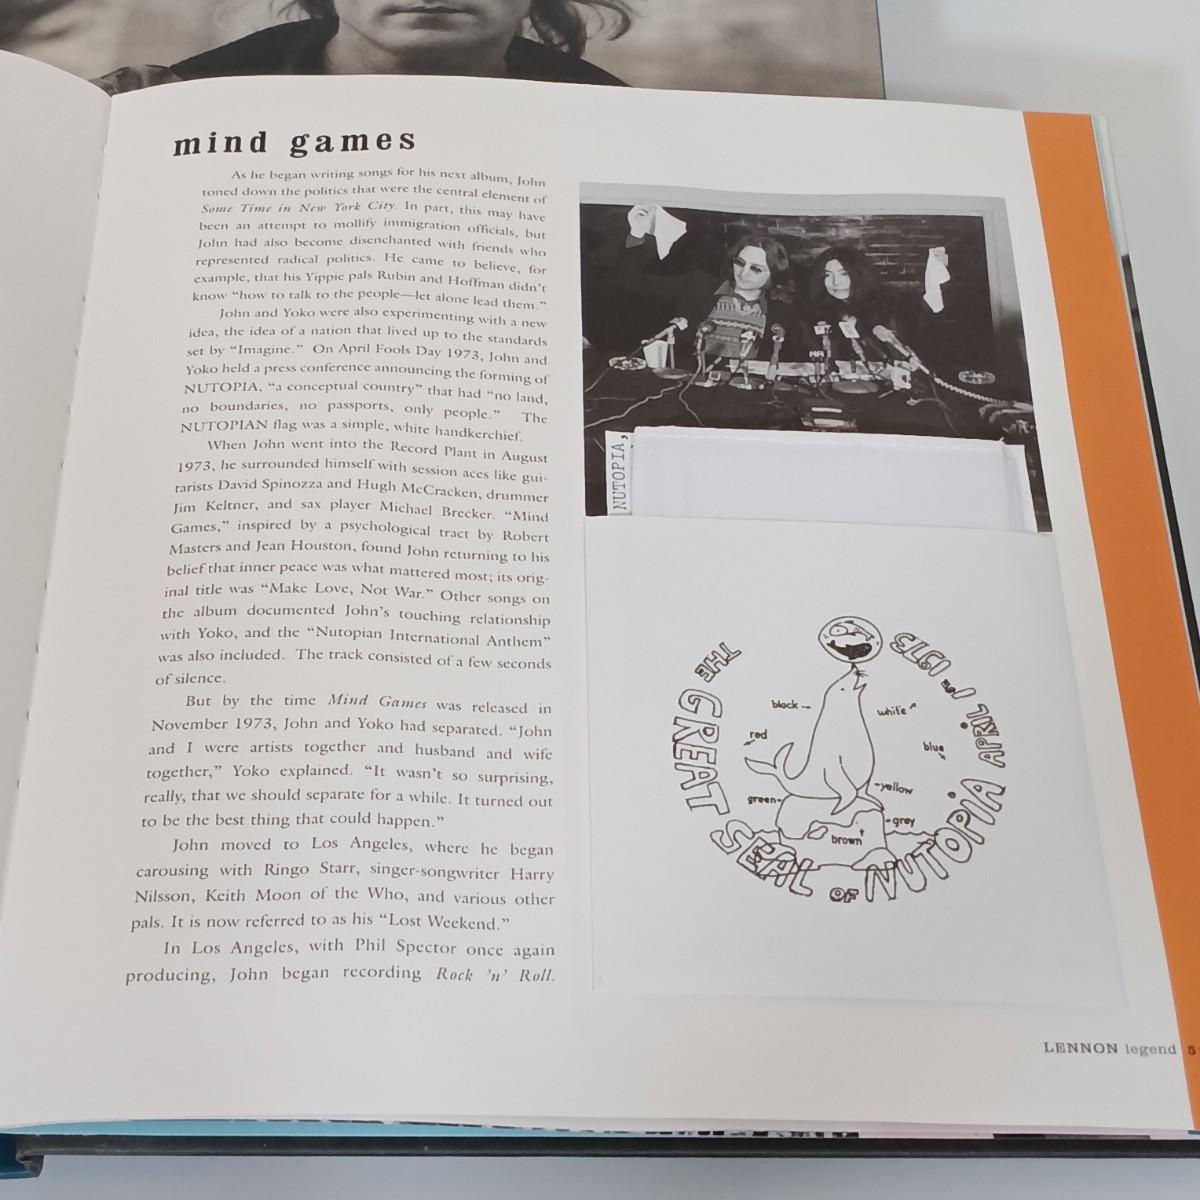 mind games
As he began writing songs for his next album, John
toned down the politics that were the central element of
Some Time in New York City. In part, this may have
been an attempt to mollify immigration officials, but
John had also become disenchanted with friends who
represented radical politics. He came to believe, for
example, that his Yippie pals Rubin and Hoffman didn't
know “how to talk to the people—let alone lead them.”
John and Yoko were also experimenting with a new
idea, the idea of a nation that lived up to the standards
set by “Imagine.” On April Fools Day 1973, John and
Yoko held a press conference announcing the forming of
NUTOPIA, “a conceptual country” that had “no land,
no boundaries, no passports, only people.” The
NUTOPIAN flag was a simple, white handkerchief.
When John went into the Record Plant in August
1973, he surrounded himself with session aces like gui-
tarists David Spinozza and Hugh McCracken, drummer
Jim Keltner, and sax player Michael Brecker. “Mind
Games,” inspired by a psychological tract by Robert
Masters and Jean Houston, found John returning to his
belief that inner peace was what mattered most; its orig-
inal title was “Make Love, Not War.” Other songs on
the album documented John's touching relationship
with Yoko, and the “Nutopian International Anthem”
was also included. The track consisted of a few seconds
of silence.
But by the time Mind Games was released in
November 1973, John and Yoko had separated. “John
and I were artists together and husband and wife
together,” Yoko explained. “It wasn't so surprising,
really, that we should separate for a while. It turned out
to be the best thing that could happen.”
John moved to Los Angeles, where he began
carousing with Ringo Starr, singer-songwriter Harry
Nilsson, Keith Moon of the Who, and various other
pals. It is now referred to as his “Lost Weekend.”
In Los Angeles, with Phil Spector once again
producing, John began recording Rock 'n' Roll.
NUTOPIA,
THE GREAT SEAL OF NUTOPIA APRIL 1 1973
black
white
red
blue
green
yellow
grey
brown
LENNON legend 5